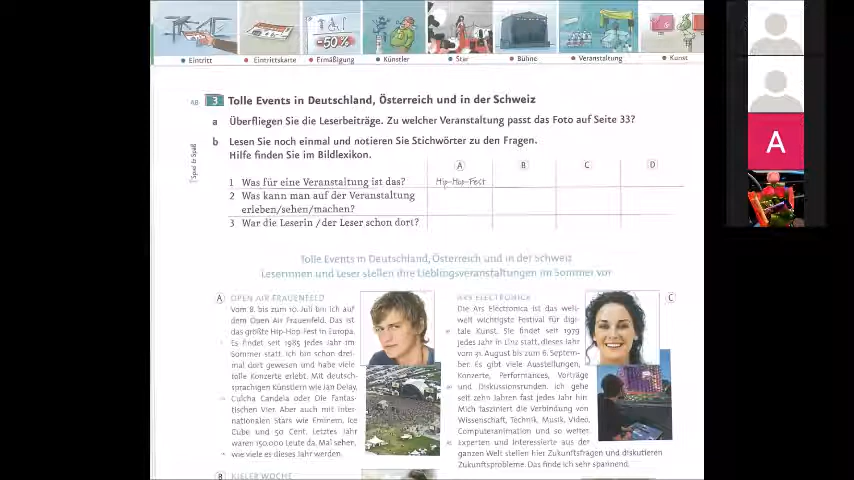 -50%
Eintritt
Eintrittskarte
Ermäßigung
Künstler
Star
Bühne
Veranstaltung
Kunst
AB
3 Tolle Events in Deutschland, Österreich und in der Schweiz
a Überfliegen Sie die Leserbeiträge. Zu welcher Veranstaltung passt das Foto auf Seite 33?
b Lesen Sie noch einmal und notieren Sie Stichwörter zu den Fragen.
Hilfe finden Sie im Bildlexikon.
Spiel & Spaß
A B C D
1 Was für eine Veranstaltung ist das? Hip-Hop-Fest
2 Was kann man auf der Veranstaltung
erleben/sehen/machen?
3 War die Leserin /der Leser schon dort?
Tolle Events in Deutschland, Österreich und in der Schweiz
Leserinnen und Leser stellen ihre Lieblingsveranstaltungen im Sommer vor
A OPEN AIR FRAUENFELD
Vom 8. bis zum 10. Juli bin ich auf
dem Open Air Frauenfeld. Das ist
das größte Hip-Hop Fest in Europa.
Es findet seit 1985 jedes Jahr im
Sommer statt. Ich bin schon drei-
mal dort gewesen und habe viele
tolle Konzerte erlebt. Mit deutsch-
sprachigen Künstlern wie Jan Delay,
Culcha Candela oder Die Fantas-
tischen Vier. Aber auch mit inter-
nationalen Stars wie Eminem, Ice
Cube und 50 Cent. Letztes Jahr
waren 150.000 Leute da. Mal sehen,
wie viele es dieses Jahr werden.
B KIELER WOCHE
ARS ELECTRONICA
C
Die Ars Electronica ist das welt-
weit wichtigste Festival für digi-
tale Kunst. Sie findet seit 1979
jedes Jahr in Linz statt, dieses Jahr
vom 31. August bis zum 6. Septem-
ber. Es gibt viele Ausstellungen,
Konzerte, Performances, Vorträge
und Diskussionsrunden. Ich gehe
seit zehn Jahren fast jedes Jahr hin.
Mich fasziniert die Verbindung von
Wissenschaft, Technik, Musik, Video,
Computeranimation und so weiter.
Experten und Interessierte aus der
ganzen Welt stellen hier Zukunftsfragen und diskutieren
Zukunftsprobleme. Das finde ich sehr spannend.
A